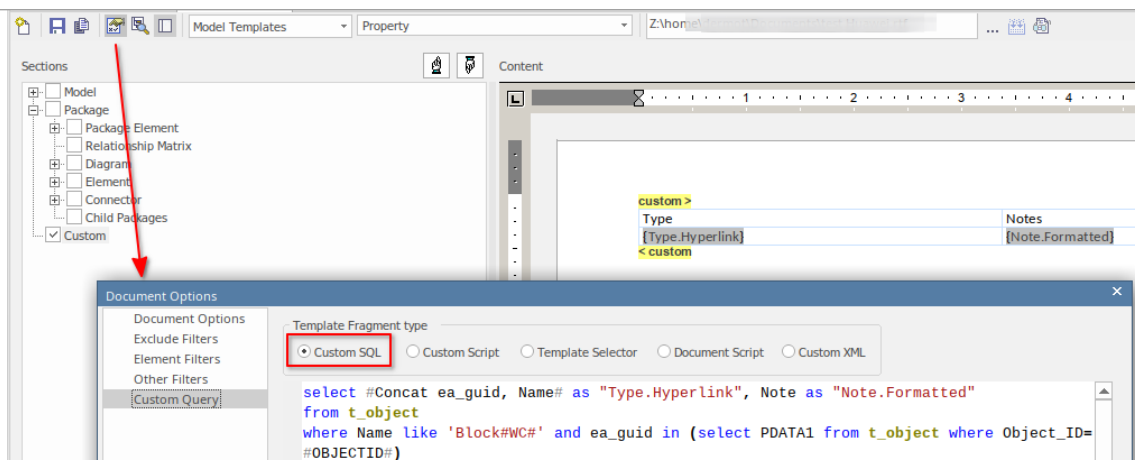 Model Templates
Property
Z:\home\
...
Sections
Content
Model
Package
Package Element
Relationship Matrix
Diagram
Element
Connector
Child Packages
Custom
L
1 2 3 4
custom >
Type Notes
{Type.Hyperlink} {Note.Formatted}
< custom
Document Options
Document Options
Exclude Filters
Element Filters
Other Filters
Custom Query
Template Fragment type
Custom SQL Custom Script Template Selector Document Script Custom XML
select #Concat ea_guid, Name# as "Type.Hyperlink", Note as "Note.Formatted"
from t_object
where Name like 'Block#WC#' and ea_guid in (select PDATA1 from t_object where Object_ID=
#OBJECTID#)